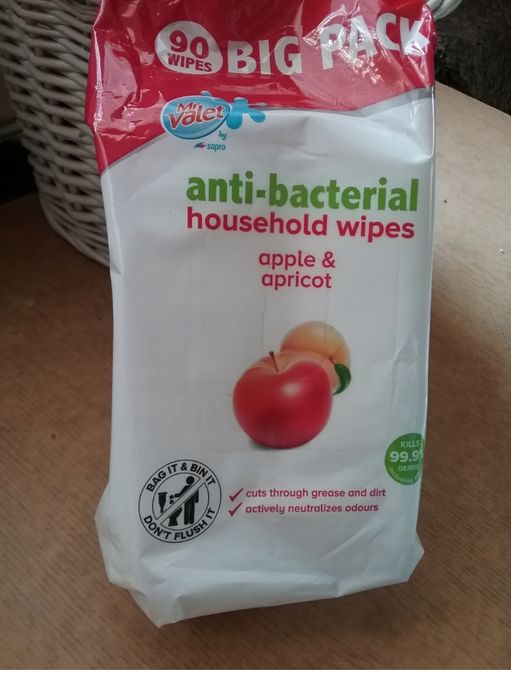 90
WIPES
BIG PACK
Mr
Valet
by
sapro
anti-bacterial
household wipes
apple &
apricot
KILLS
99.9%
GERMS
BAG IT & BIN IT
DON'T FLUSH IT
cuts through grease and dirt
actively neutralizes odours